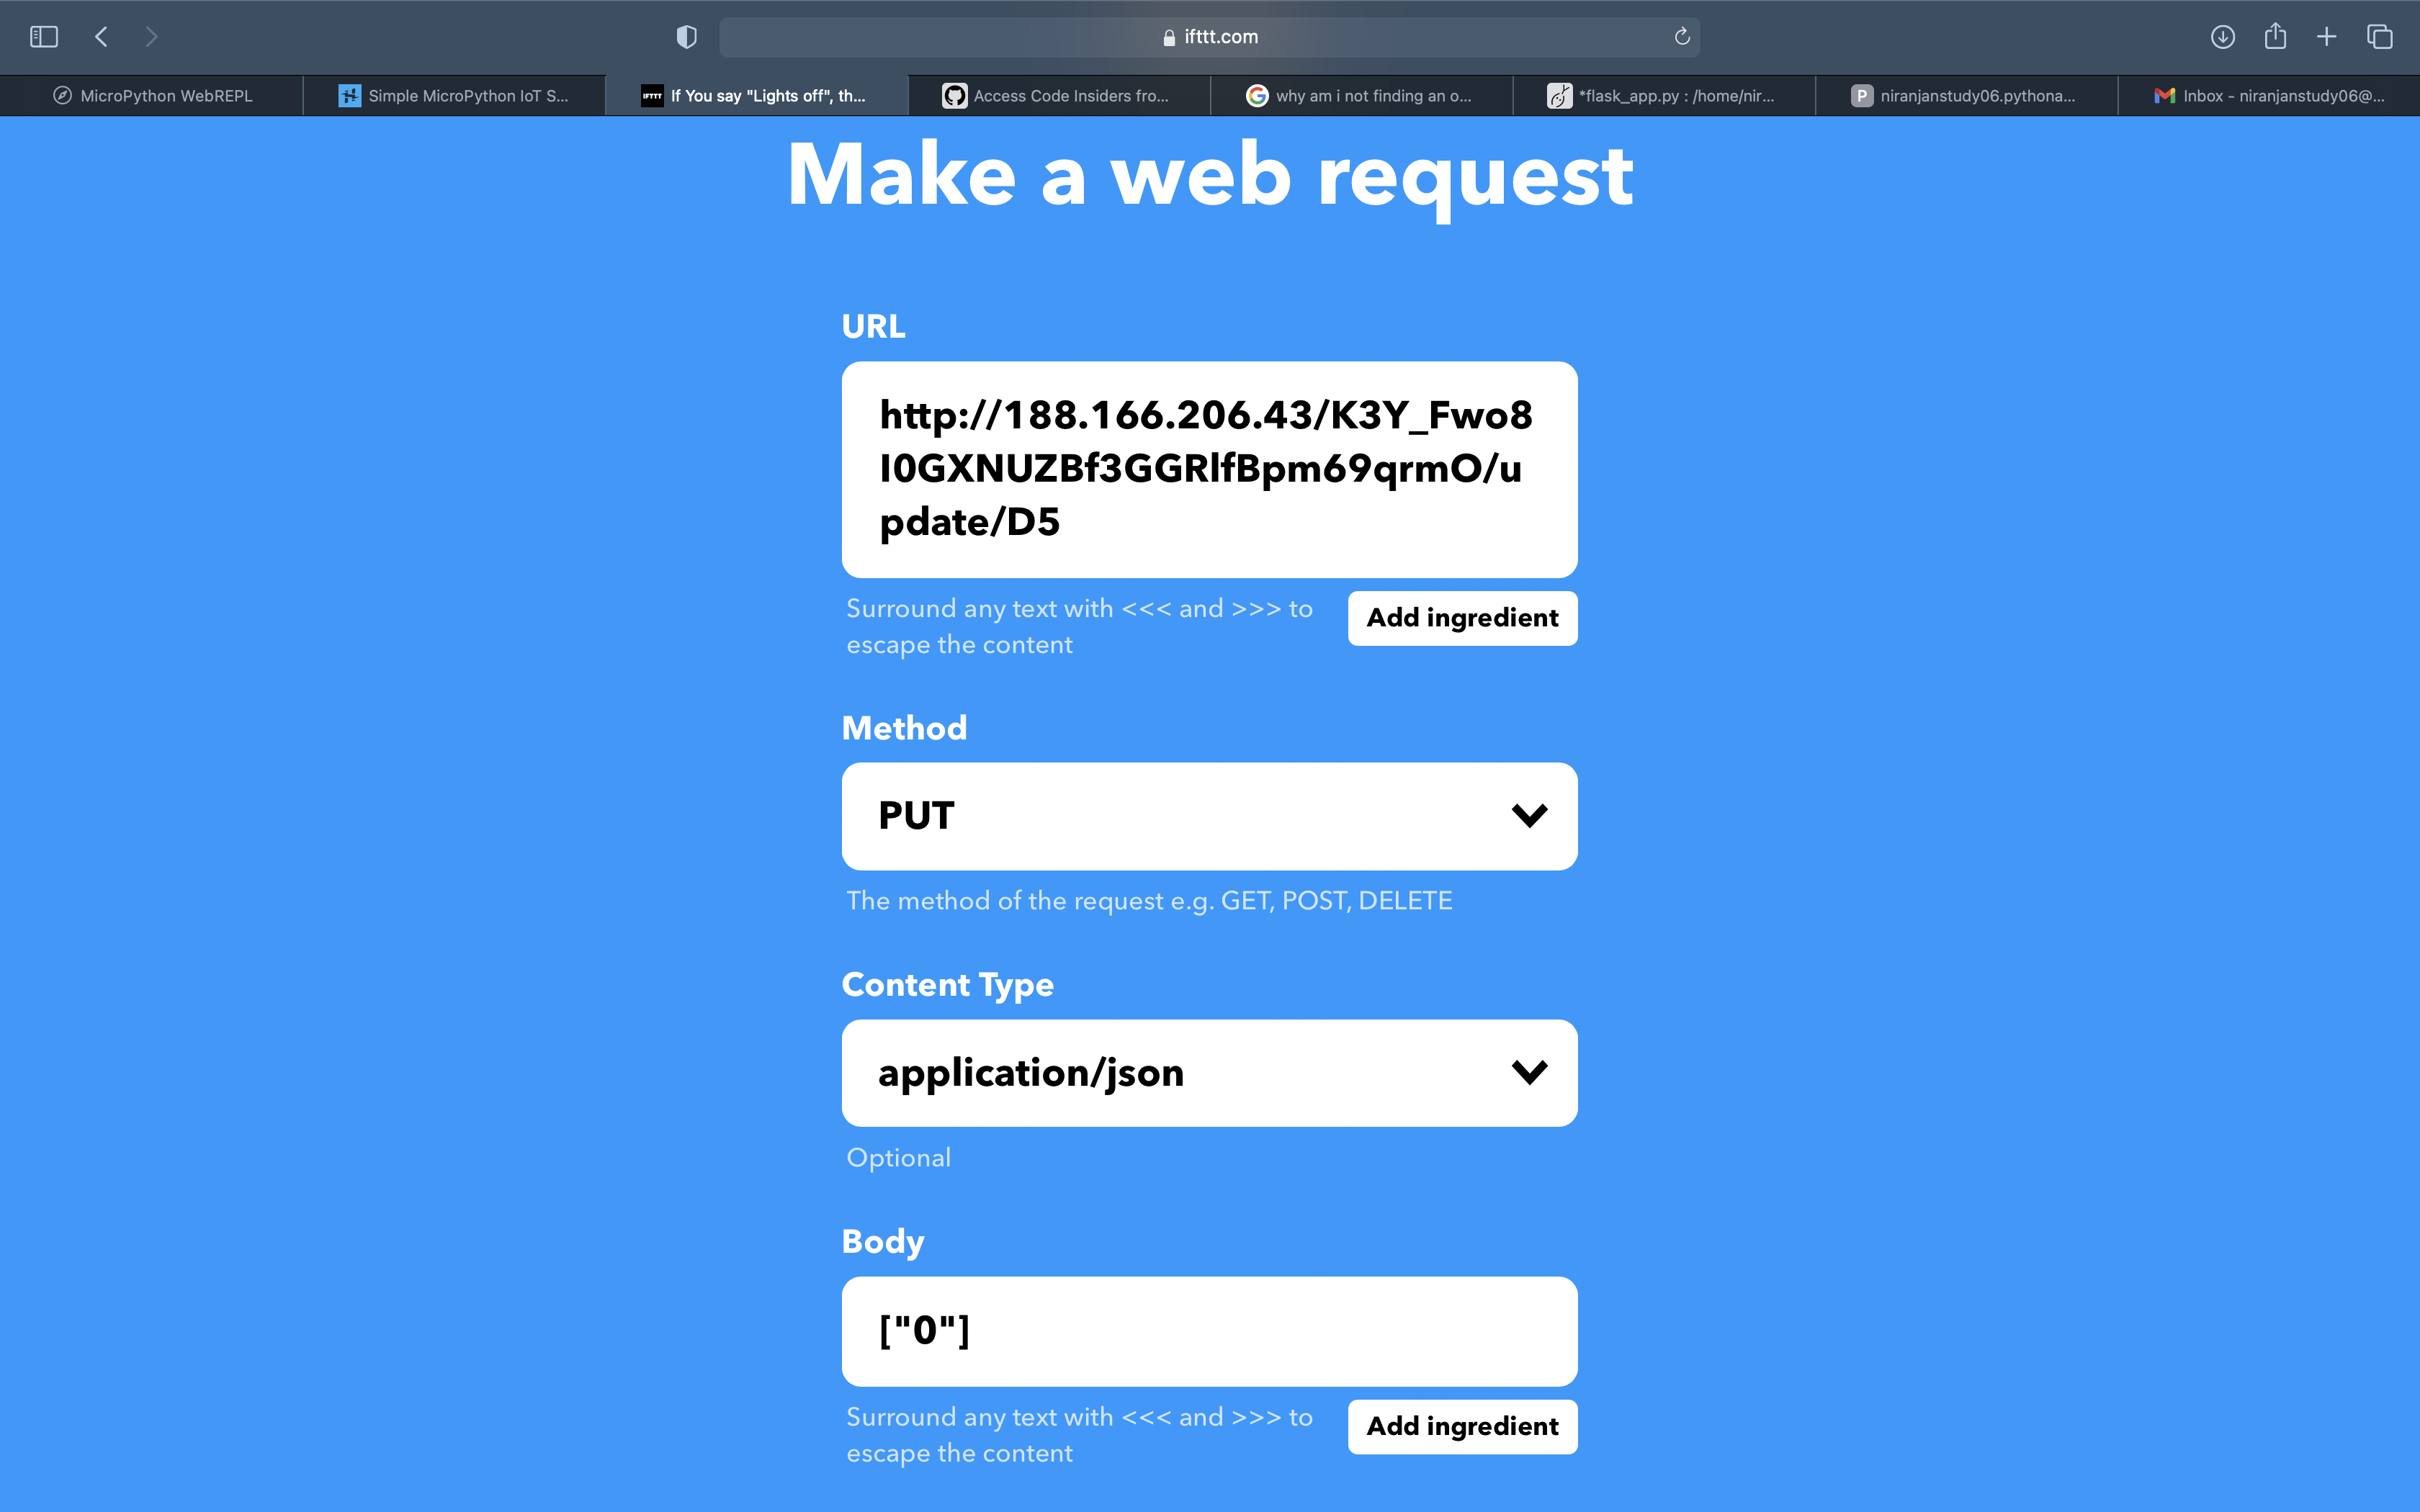 ifttt.com
MicroPython WebREPL
Simple MicroPython IoT S...
IFTTT If You say "Lights off", th...
Access Code Insiders fro...
why am i not finding an o...
*flask_app.py : /home/nir...
P niranjanstudy06.pythona...
Inbox – niranjanstudy06@...
Make a web request
URL
http://188.166.206.43/K3Y_Fwo8
I0GXNUZBf3GGRlfBpm69qrmO/u
pdate/D5
Surround any text with <<< and >>> to
escape the content
Add ingredient
Method
PUT
The method of the request e.g. GET, POST, DELETE
Content Type
application/json
Optional
Body
["0"]
Surround any text with <<< and >>> to
escape the content
Add ingredient